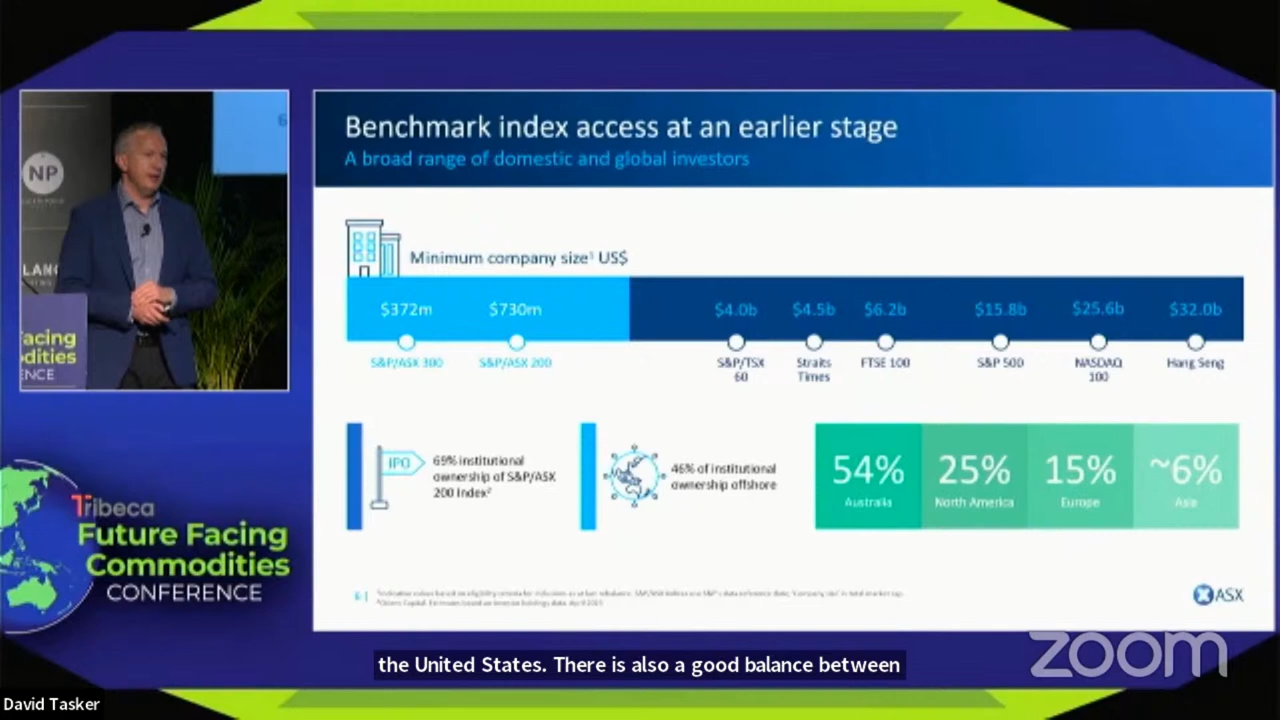 Benchmark index access at an earlier stage
A broad range of domestic and global investors
Minimum company size¹ US$
$372m $730m $4.0b $4.5b $6.2b $15.8b $25.6b $32.0b
S&P/ASX 300 S&P/ASX 200 S&P/TSX 60 Straits Times FTSE 100 S&P 500 NASDAQ 100 Hang Seng
IPO
69% institutional
ownership of S&P/ASX
200 Index²
46% of institutional
ownership offshore
54% 25% 15% ~6%
Australia North America Europe Asia
ASX
NP
LANC
acing
dities
ENCE
Tribeca
Future Facing
Commodities
CONFERENCE
zoom
the United States. There is also a good balance between
David Tasker